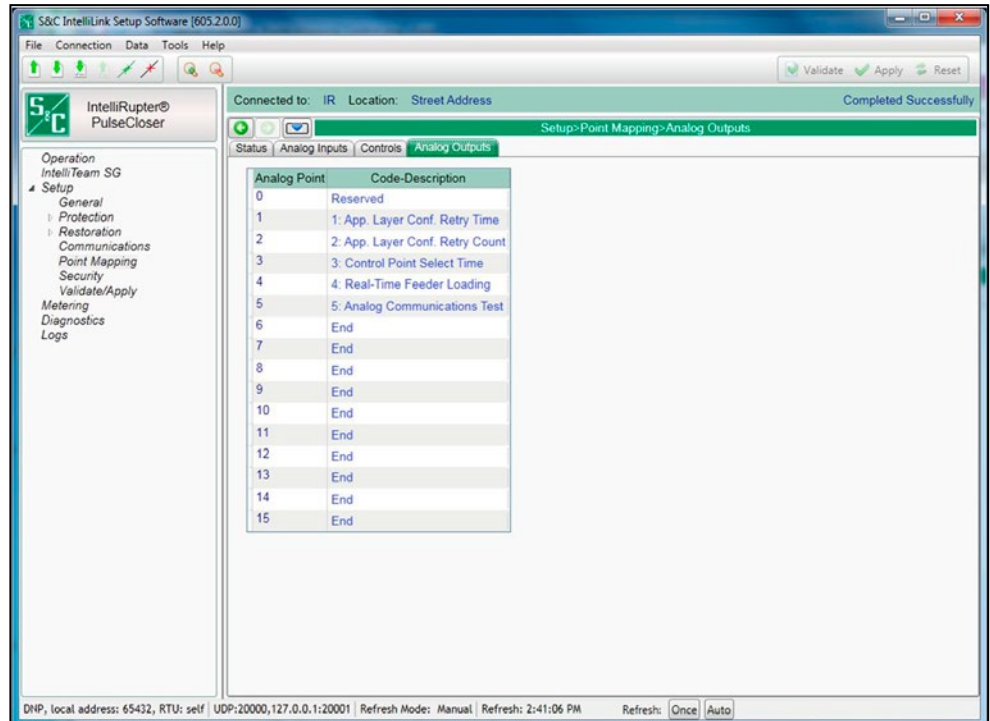 S&C IntelliLink Setup Software [605.2.0.0]
File Connection Data Tools Help
Validate Apply Reset
S&C
IntelliRupter®
PulseCloser
Connected to: IR Location: Street Address Completed Successfully
Setup>Point Mapping>Analog Outputs
Status Analog Inputs Controls Analog Outputs
Operation
IntelliTeam SG
Setup
General
Protection
Restoration
Communications
Point Mapping
Security
Validate/Apply
Metering
Diagnostics
Logs
Analog Point Code-Description
0 Reserved
1 1: App. Layer Conf. Retry Time
2 2: App. Layer Conf. Retry Count
3 3: Control Point Select Time
4 4: Real-Time Feeder Loading
5 5: Analog Communications Test
6 End
7 End
8 End
9 End
10 End
11 End
12 End
13 End
14 End
15 End
DNP, local address: 65432, RTU: self UDP:20000,127.0.0.1:20001 Refresh Mode: Manual Refresh: 2:41:06 PM Refresh: Once Auto